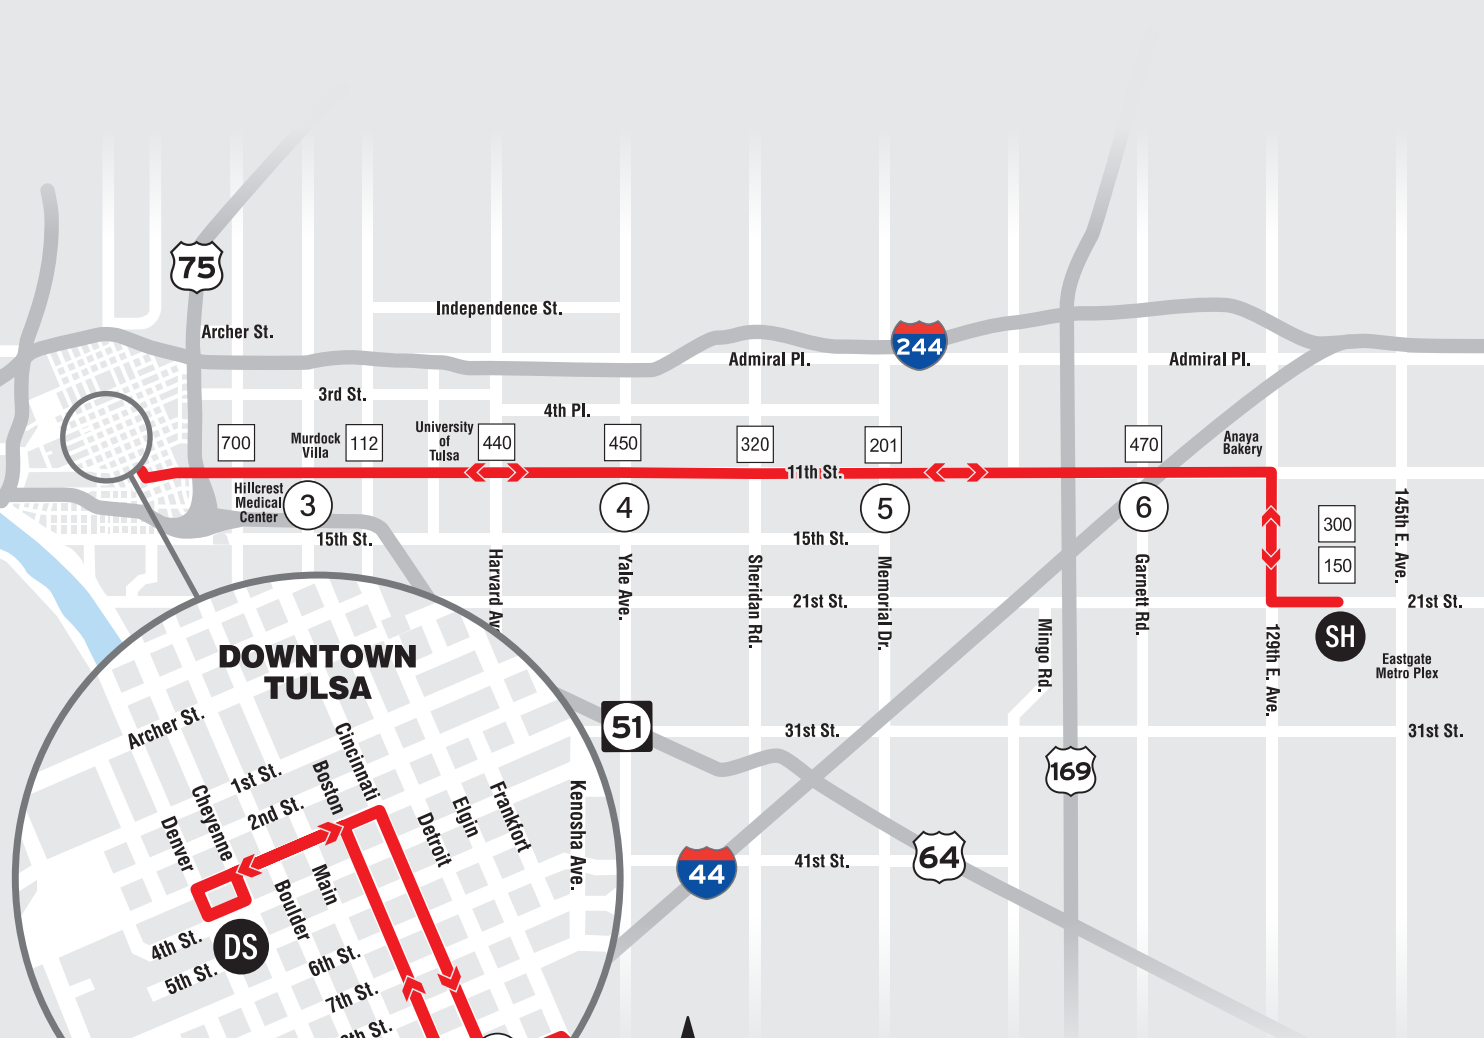 75
Archer St.
Independence St.
244
Admiral Pl.
Admiral Pl.
3rd St.
4th Pl.
700
Murdock
Villa
112
University
of
Tulsa
440
450
320
201
470
Anaya
Bakery
11th St.
Hillcrest
Medical
Center
3
4
5
6
15th St.
15th St.
300
150
145th E. Ave.
Harvard Av
Yale Ave.
Sheridan Rd.
Memorial Dr.
Garnett Rd.
21st St.
21st St.
Mingo Rd.
129th E. Ave.
SH
Eastgate
Metro Plex
51
31st St.
31st St.
169
44
41st St.
64
DOWNTOWN
TULSA
Archer St.
1st St.
2nd St.
Cincinnati
Boston
Cheyenne
Denver
Detroit
Elgin
Frankfort
Kenosha Ave.
Main
Boulder
4th St.
DS
5th St.
6th St.
7th St.